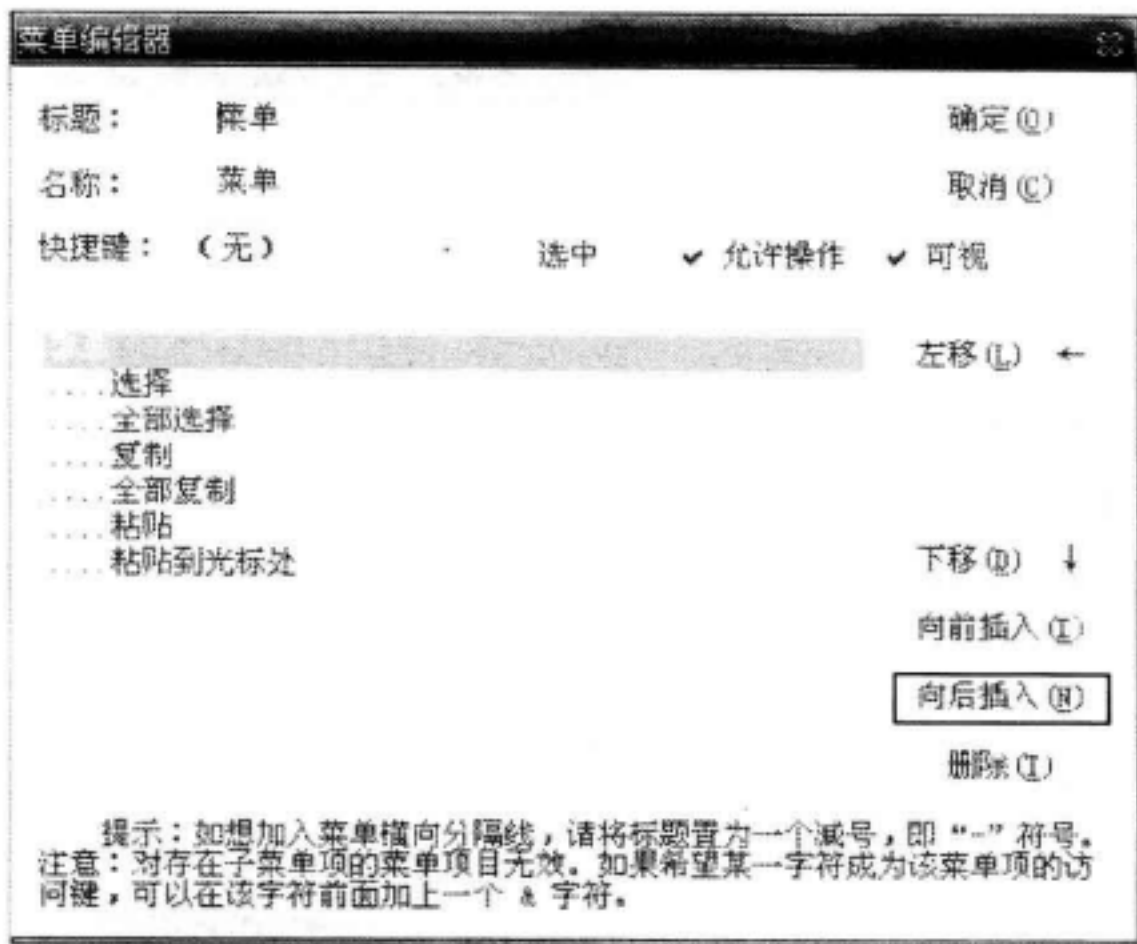 菜单编辑器
标题： 菜单 确定(O)
名称： 菜单 取消(C)
快捷键： (无) 选中 ✔ 允许操作 ✔ 可视
左移(L) ←
....选择
....全部选择
....复制
....全部复制
....粘贴
....粘贴到光标处 下移(D) ↓
向前插入(I)
向后插入(N)
删除(T)
提示：如想加入菜单横向分隔线，请将标题置为一个减号，即“-”符号。
注意：对存在子菜单项的菜单项目无效。如果希望某一字符成为该菜单项的访
问键，可以在该字符前面加上一个 & 字符。